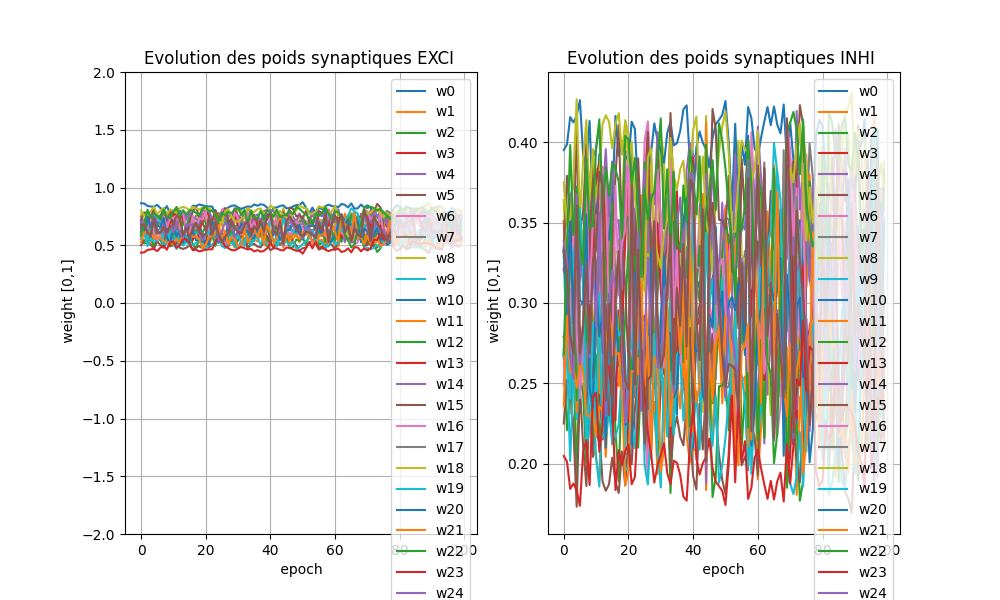 Evolution des poids synaptiques EXCI
weight [0,1]
2.0
1.5
1.0
0.5
0.0
−0.5
−1.0
−1.5
−2.0
0
20
40
60
80
100
epoch
w0
w1
w2
w3
w4
w5
w6
w7
w8
w9
w10
w11
w12
w13
w14
w15
w16
w17
w18
w19
w20
w21
w22
w23
w24
Evolution des poids synaptiques INHI
weight [0,1]
0.40
0.35
0.30
0.25
0.20
0
20
40
60
80
100
epoch
w0
w1
w2
w3
w4
w5
w6
w7
w8
w9
w10
w11
w12
w13
w14
w15
w16
w17
w18
w19
w20
w21
w22
w23
w24